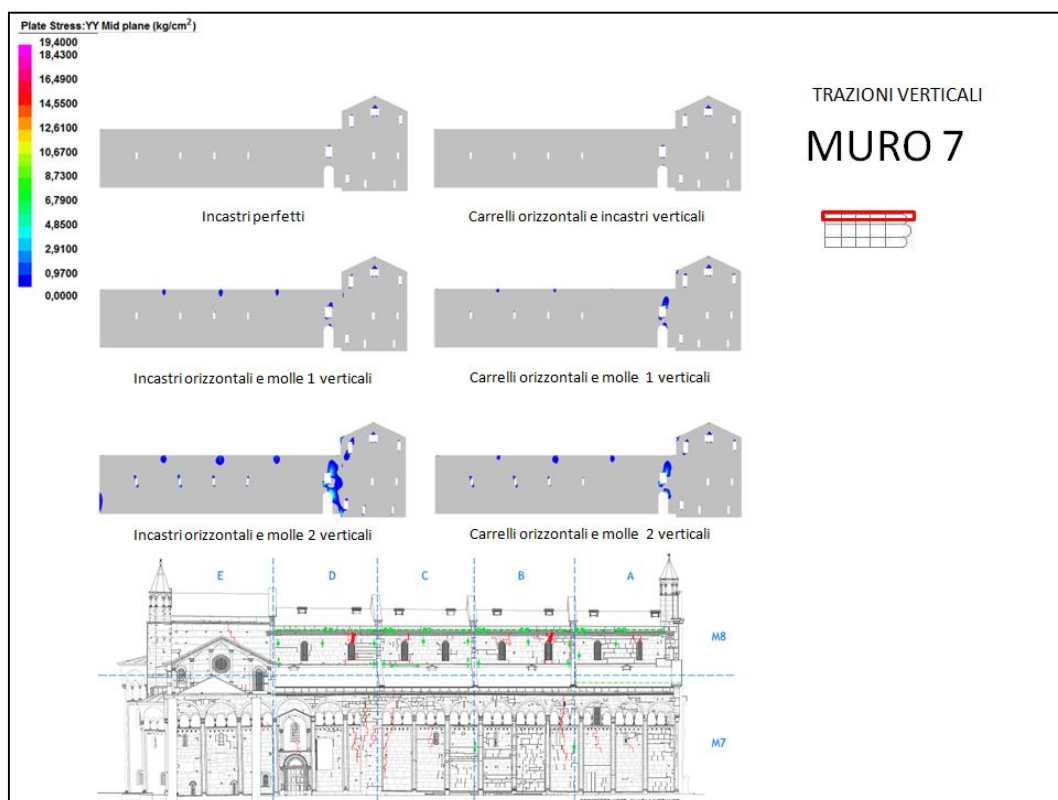 Plate Stress:YY Mid plane (kg/cm²)
19,4000
18,4300
16,4900
14,5500
12,6100
10,6700
8,7300
6,7900
4,8500
2,9100
0,9700
0,0000
TRAZIONI VERTICALI
MURO 7
Incastri perfetti
Carrelli orizzontali e incastri verticali
Incastri orizzontali e molle 1 verticali
Carrelli orizzontali e molle 1 verticali
Incastri orizzontali e molle 2 verticali
Carrelli orizzontali e molle 2 verticali
E D C B A
M8
M7